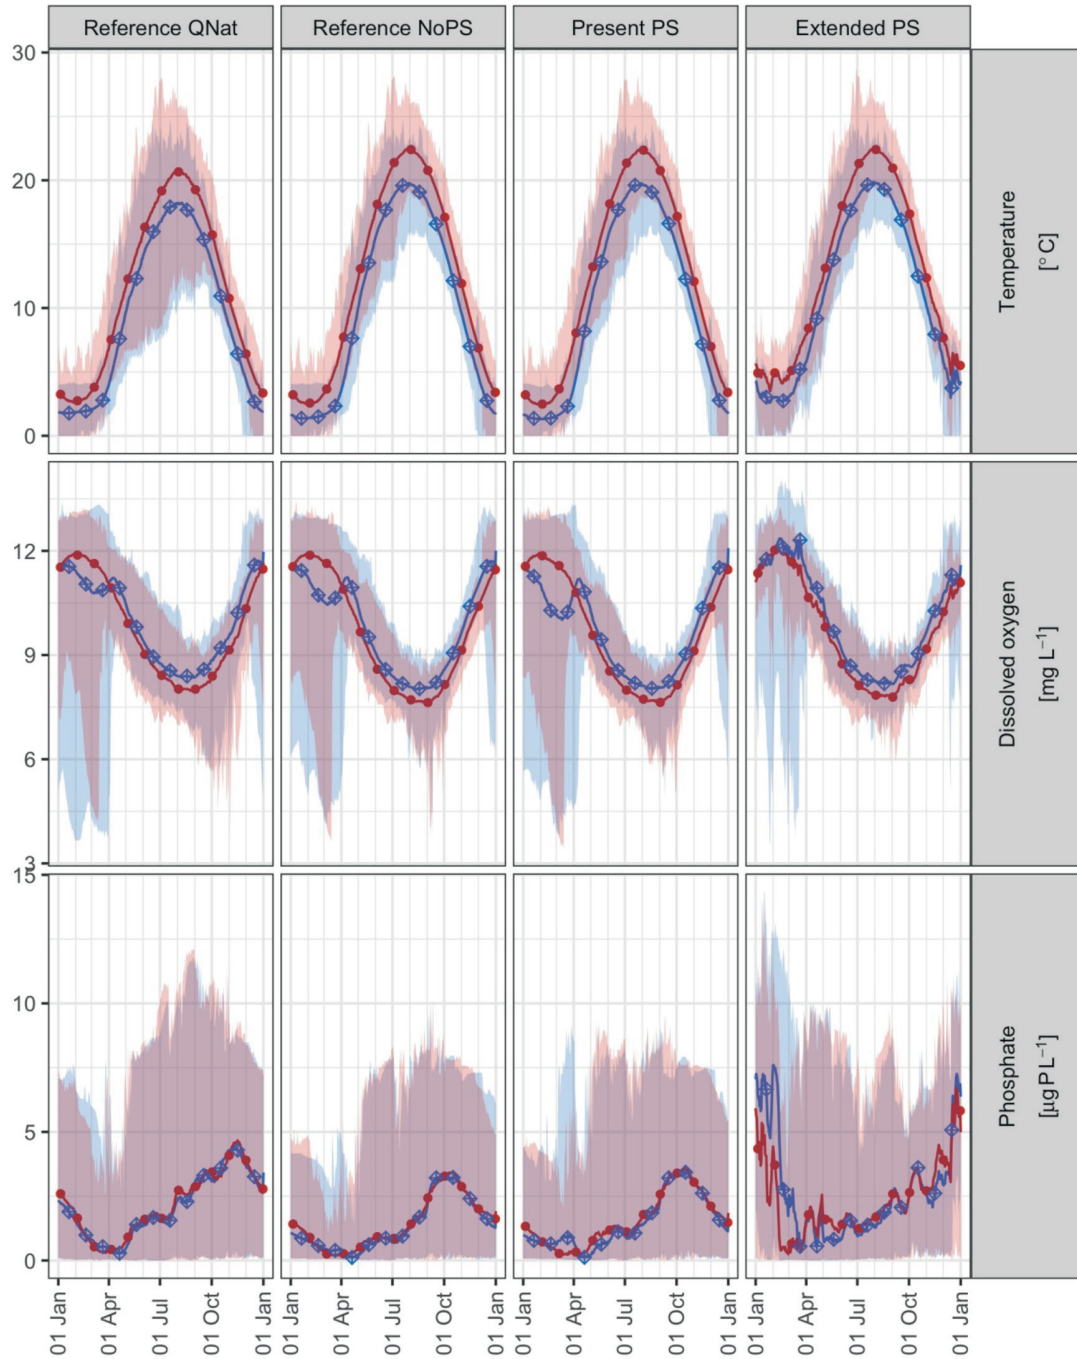 Reference QNat
Reference NoPS
Present PS
Extended PS
30
20
10
0
Temperature
[°C]
12
9
6
3
Dissolved oxygen
[mg L⁻¹]
15
10
5
0
Phosphate
[µg P L⁻¹]
01 Jan
01 Apr
01 Jul
01 Oct
01 Jan
01 Jan
01 Apr
01 Jul
01 Oct
01 Jan
01 Jan
01 Apr
01 Jul
01 Oct
01 Jan
01 Jan
01 Apr
01 Jul
01 Oct
01 Jan